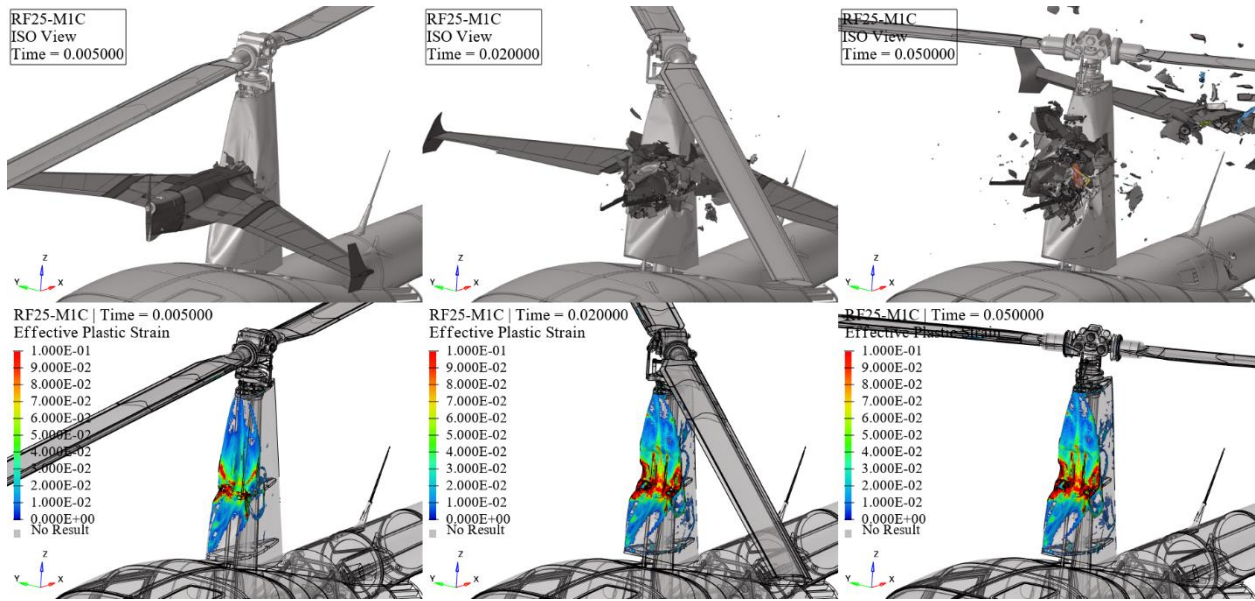 RF25-M1C
ISO View
Time = 0.005000
RF25-M1C
ISO View
Time = 0.020000
RF25-M1C
ISO View
Time = 0.050000
Z
Y
X
Z
Y
X
Z
Y
X
RF25-M1C | Time = 0.005000
Effective Plastic Strain
1.000E-01
9.000E-02
8.000E-02
7.000E-02
6.000E-02
5.000E-02
4.000E-02
3.000E-02
2.000E-02
1.000E-02
0.000E+00
No Result
Z
Y
X
RF25-M1C | Time = 0.020000
Effective Plastic Strain
1.000E-01
9.000E-02
8.000E-02
7.000E-02
6.000E-02
5.000E-02
4.000E-02
3.000E-02
2.000E-02
1.000E-02
0.000E+00
No Result
Z
Y
X
RF25-M1C | Time = 0.050000
Effective Plastic Strain
1.000E-01
9.000E-02
8.000E-02
7.000E-02
6.000E-02
5.000E-02
4.000E-02
3.000E-02
2.000E-02
1.000E-02
0.000E+00
No Result
Z
Y
X